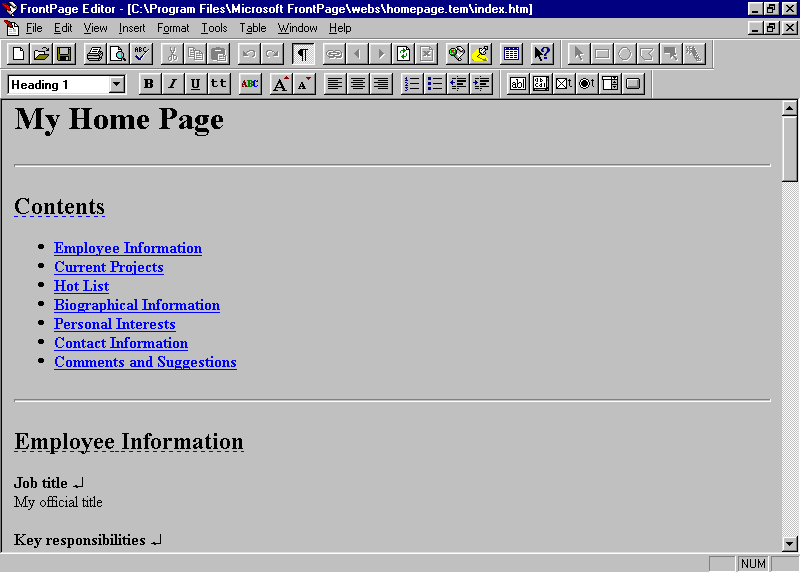 FrontPage Editor - [C:\Program Files\Microsoft FrontPage\webs\homepage.tem\index.htm]
File Edit View Insert Format Tools Table Window Help
ABC
Heading 1 B I U tt ABC A A
My Home Page
Contents
Employee Information
Current Projects
Hot List
Biographical Information
Personal Interests
Contact Information
Comments and Suggestions
Employee Information
Job title
My official title
Key responsibilities
NUM